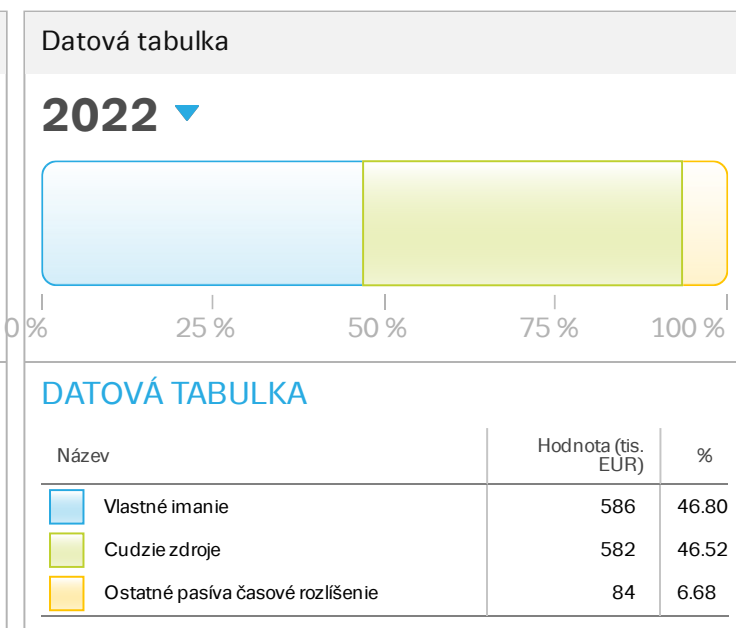 Datová tabulka
2022
0 %
25 %
50 %
75 %
100 %
DATOVÁ TABULKA
Název
Hodnota (tis.
EUR)
%
Vlastné imanie 586 46.80
Cudzie zdroje 582 46.52
Ostatné pasíva časové rozlíšenie 84 6.68